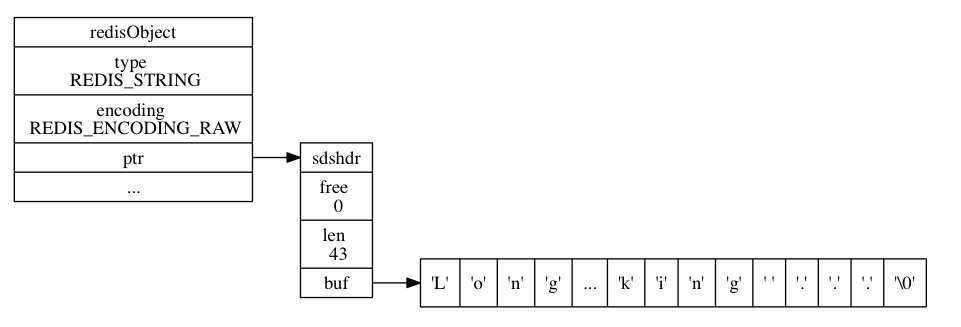 redisObject
type
REDIS_STRING
encoding
REDIS_ENCODING_RAW
ptr
...
sdshdr
free
0
len
43
buf
'L' 'o' 'n' 'g' ... 'k' 'i' 'n' 'g' ' ' '.' '.' '.' '\0'